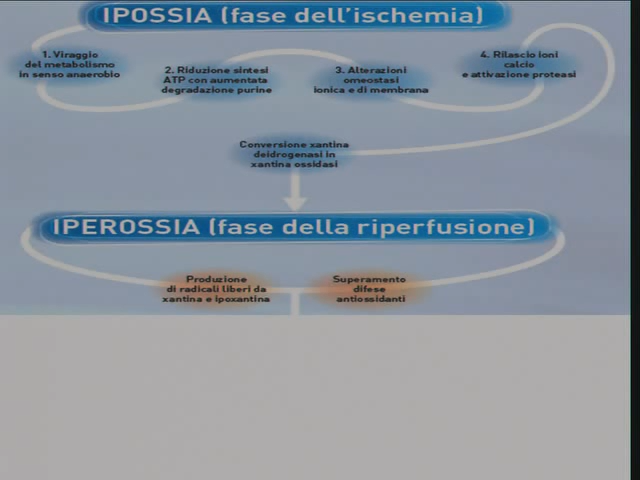 IPOSSIA (fase dell'ischemia)
1. Viraggio
del metabolismo
in senso anaerobio
2. Riduzione sintesi
ATP con aumentata
degradazione purine
3. Alterazioni
omeostasi
ionica e di membrana
4. Rilascio ioni
calcio
e attivazione proteasi
Conversione xantina
deidrogenasi in
xantina ossidasi
IPEROSSIA (fase della riperfusione)
Produzione
di radicali liberi da
xantina e ipoxantina
Superamento
difese
antiossidanti